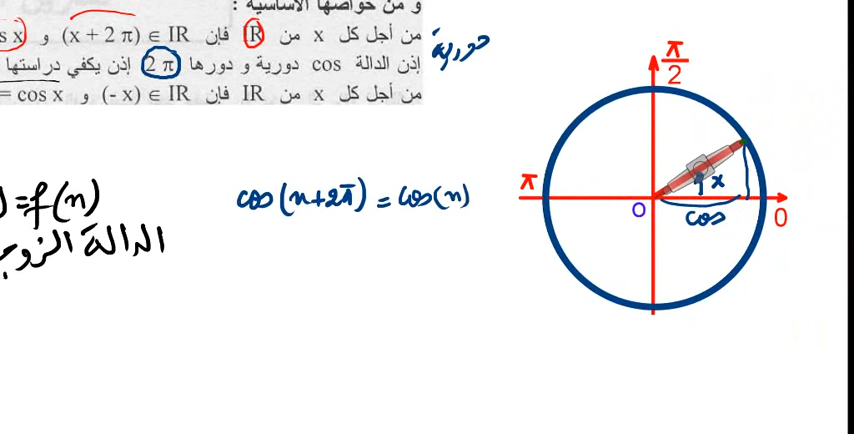 و من خواصها الأساسية :
من أجل كل x من IR فإن (x + 2 π) ∈ IR و s x
إذن الدالة cos دورية و دورها 2 π إذن يكفي دراستها
من أجل كل x من IR فإن (- x) ∈ IR و = cos x
دورية
π/2
π
x
O
cos
0
cos(x+2π) = cos(x)
) = f(x)
الدالة الزوج